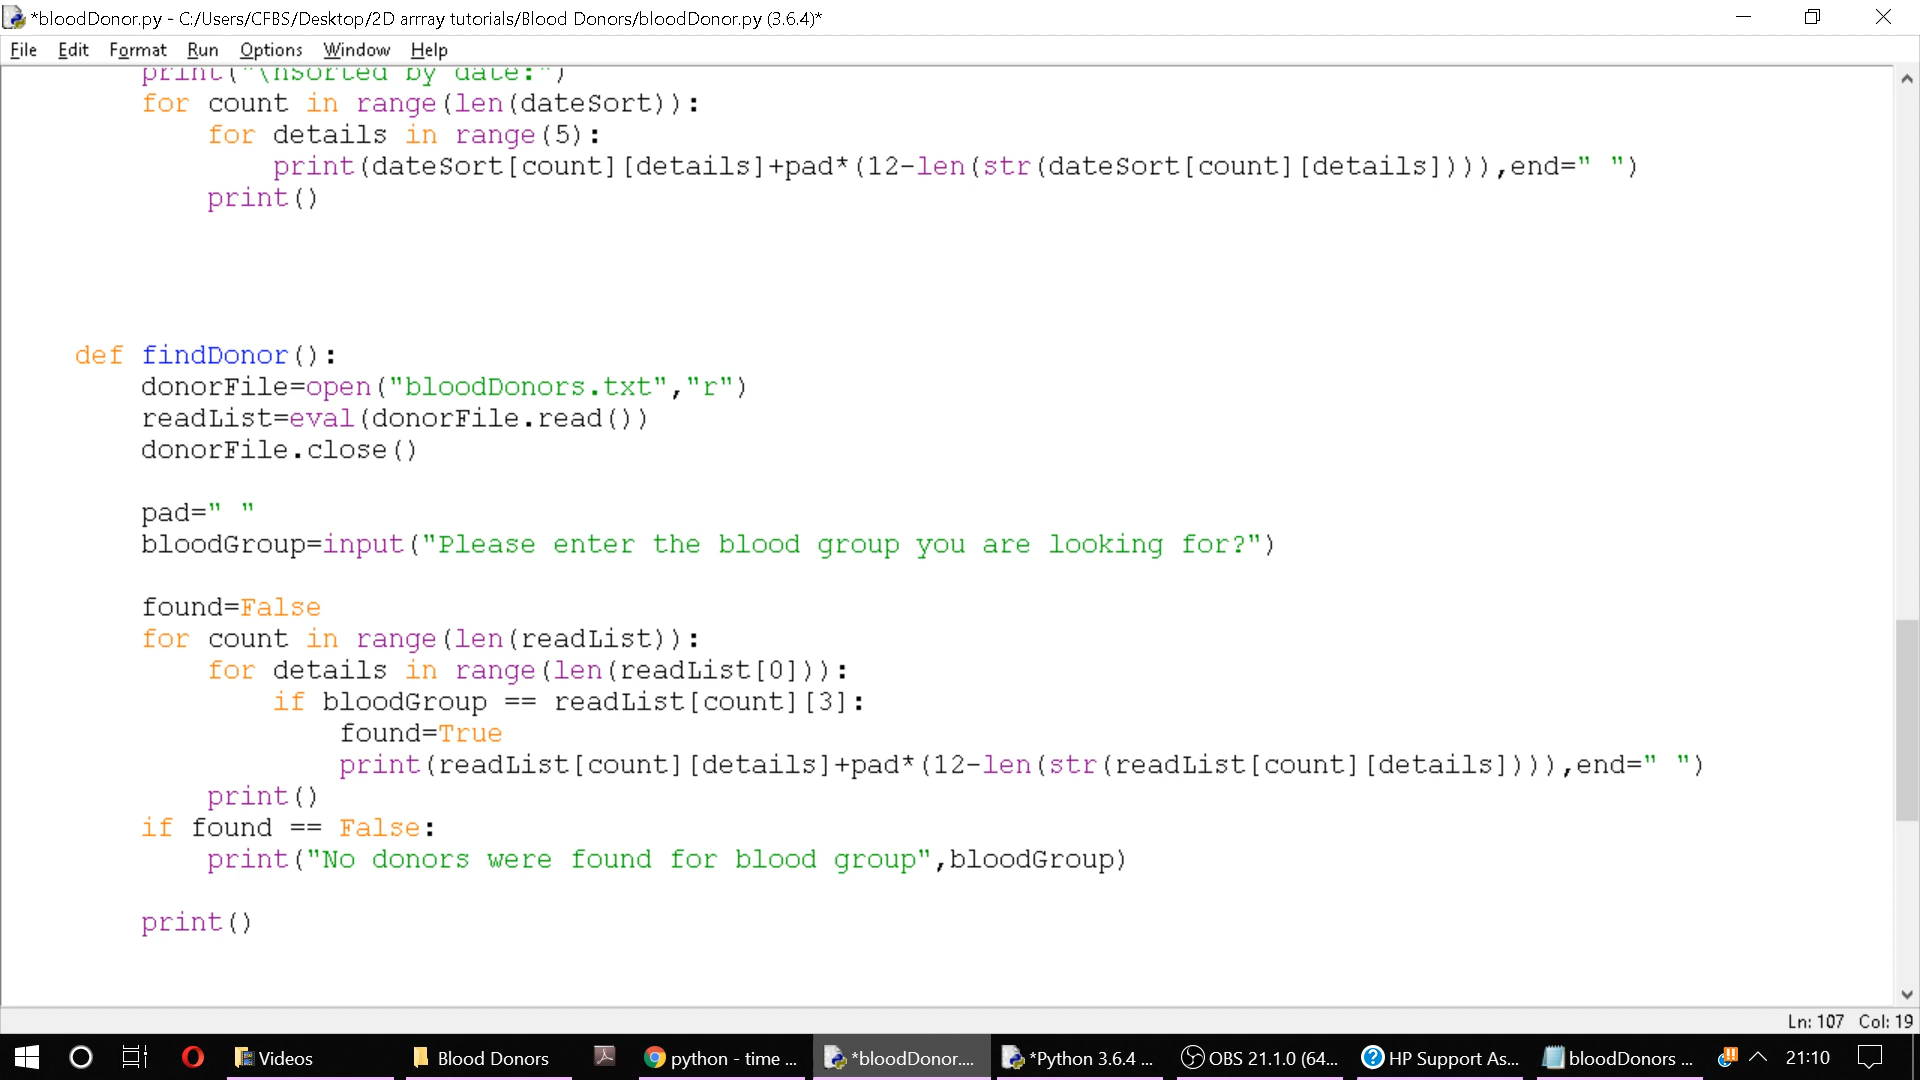 *bloodDonor.py - C:/Users/CFBS/Desktop/2D arrray tutorials/Blood Donors/bloodDonor.py (3.6.4)*
File Edit Format Run Options Window Help
print("\nSorted by date:")
for count in range(len(dateSort)):
for details in range(5):
print(dateSort[count][details]+pad*(12-len(str(dateSort[count][details]))),end=" ")
print()
def findDonor():
donorFile=open("bloodDonors.txt","r")
readList=eval(donorFile.read())
donorFile.close()
pad=" "
bloodGroup=input("Please enter the blood group you are looking for?")
found=False
for count in range(len(readList)):
for details in range(len(readList[0])):
if bloodGroup == readList[count][3]:
found=True
print(readList[count][details]+pad*(12-len(str(readList[count][details]))),end=" ")
print()
if found == False:
print("No donors were found for blood group",bloodGroup)
print()
Ln: 107 Col: 19
Videos Blood Donors python - time ... *bloodDonor.... *Python 3.6.4 ... OBS 21.1.0 (64... HP Support As... bloodDonors ... 21:10